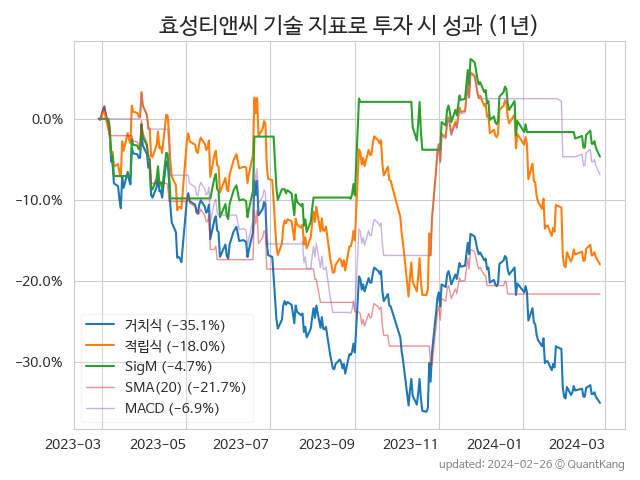 효성티앤씨 기술 지표로 투자 시 성과 (1년)
0.0%
−10.0%
−20.0%
−30.0%
거치식 (−35.1%)
적립식 (−18.0%)
SigM (−4.7%)
SMA(20) (−21.7%)
MACD (−6.9%)
2023−03 2023−05 2023−07 2023−09 2023−11 2024−01 2024−03
updated: 2024−02−26 © QuantKang